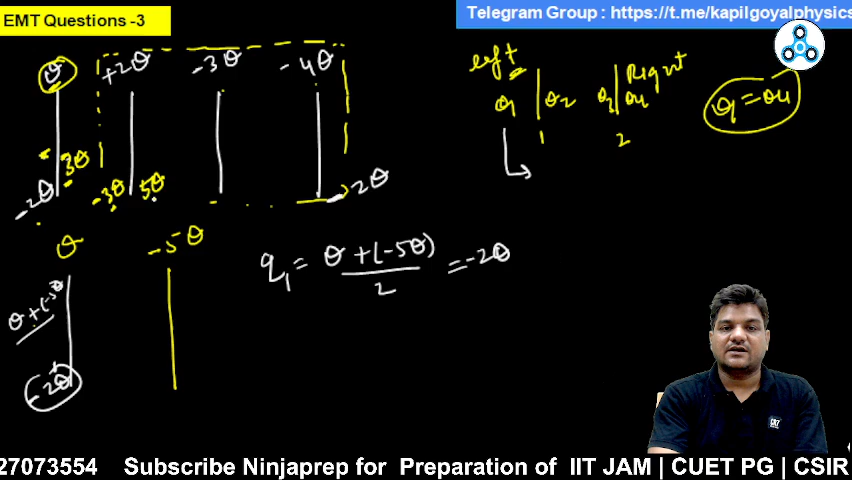 EMT Questions -3
Telegram Group : https://t.me/kapilgoyalphysics
Q +2Q -3Q -4Q
left Right
Q1 Q2 Q3 Q4
1 2
Q1 = Q4
-2Q 3Q -3Q 5Q -2Q
Q -5Q
q1 = Q + (-5Q) / 2 = -2Q
Q + (-5Q)
-2Q
27073554 Subscribe Ninjaprep for Preparation of IIT JAM | CUET PG | CSIR